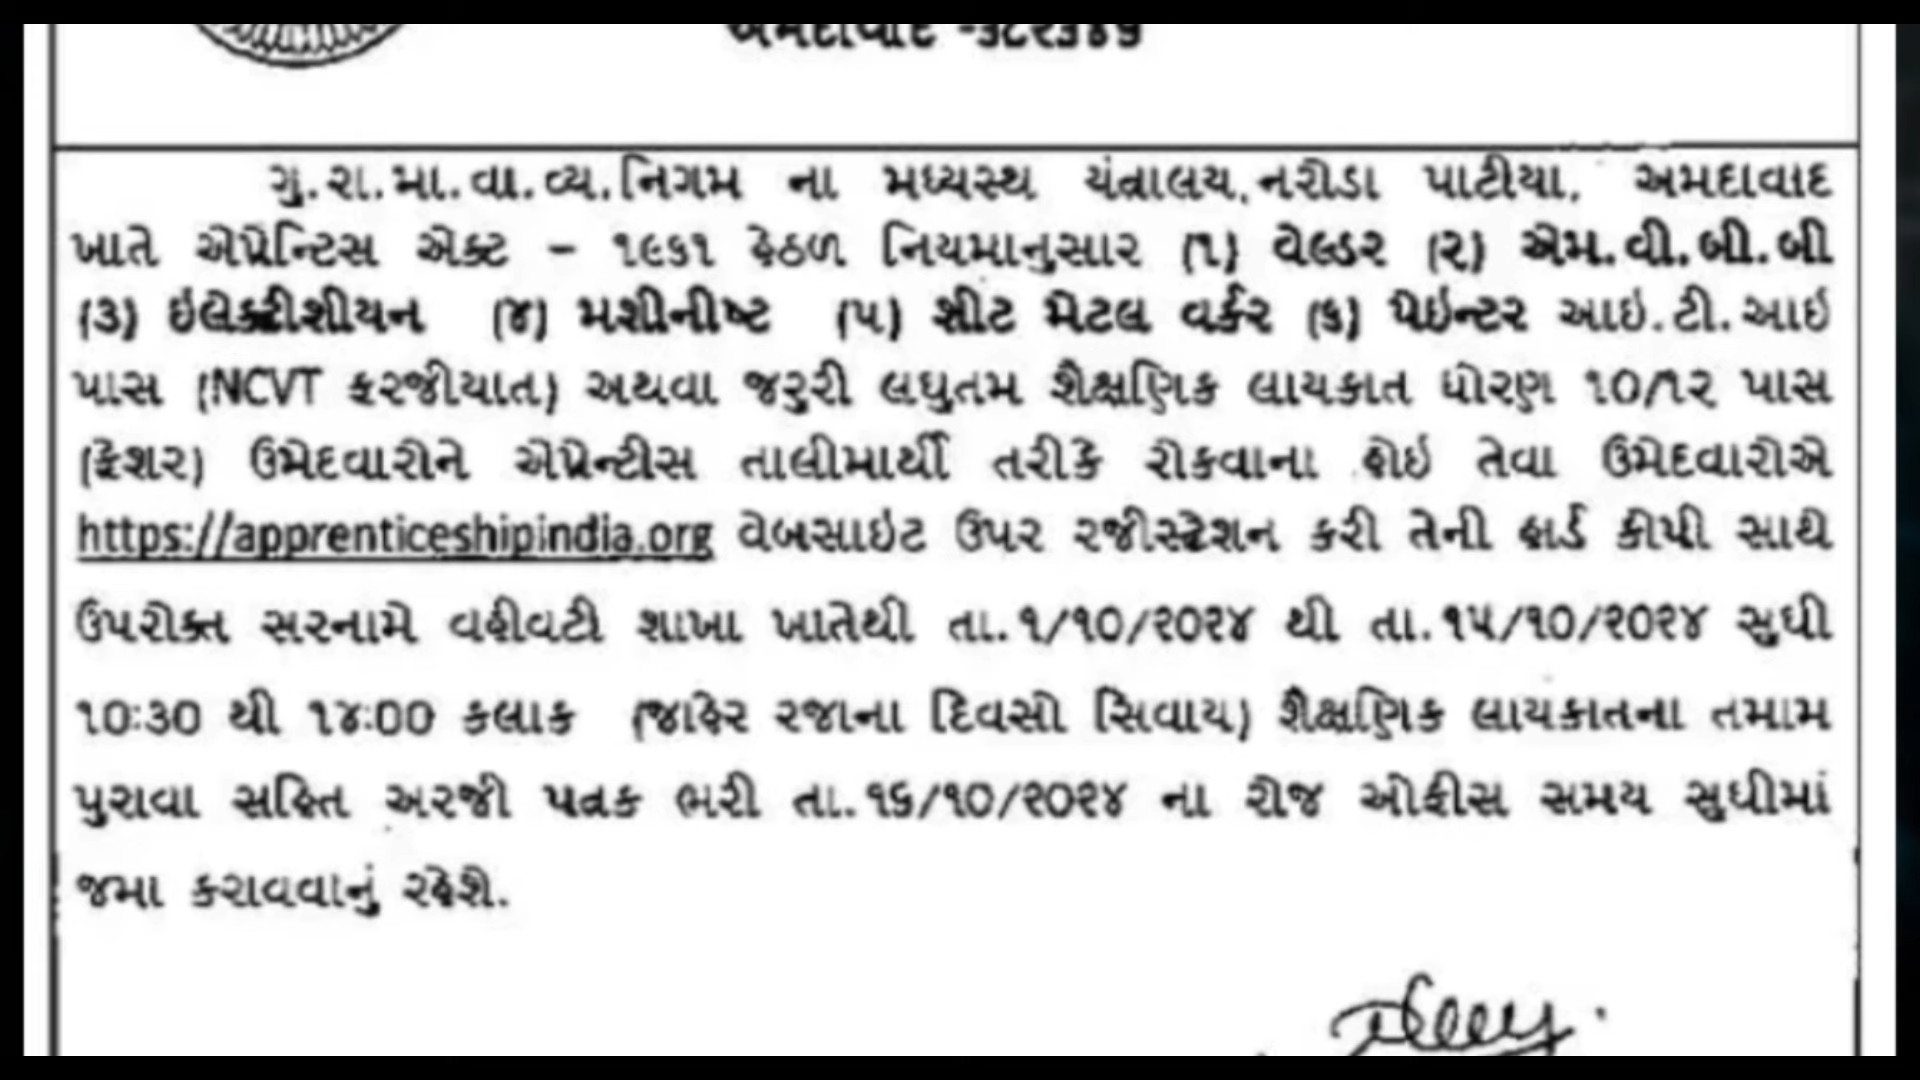 અમદાવાદ -૩૮૨૩૪૬
ગુ.રા.મા.વા.વ્ય.નિગમ ના મધ્યસ્થ યંત્રાલય,નરોડા પાટીયા, અમદાવાદ
ખાતે એપ્રેન્ટિસ એક્ટ – ૧૯૬૧ હેઠળ નિયમાનુસાર (૧) વેલ્ડર (૨) એમ.વી.બી.બી
(૩) ઇલેક્ટ્રીશીયન (૪) મશીનીષ્ટ (૫) શીટ મેટલ વર્કર (૬) પેઇન્ટર આઇ.ટી.આઇ
પાસ (NCVT ફરજીયાત) અથવા જરુરી લઘુતમ શૈક્ષણિક લાયકાત ધોરણ ૧૦/૧૨ પાસ
(ફ્રેશર) ઉમેદવારોને એપ્રેન્ટીસ તાલીમાર્થી તરીકે રોકવાના હોઇ તેવા ઉમેદવારોએ
https://apprenticeshipindia.org વેબસાઇટ ઉપર રજીસ્ટ્રેશન કરી તેની હાર્ડ કોપી સાથે
ઉપરોક્ત સરનામે વહીવટી શાખા ખાતેથી તા.૧/૧૦/૨૦૨૪ થી તા.૧૫/૧૦/૨૦૨૪ સુધી
૧૦:૩૦ થી ૧૪:૦૦ કલાક (જાહેર રજાના દિવસો સિવાય) શૈક્ષણિક લાયકાતના તમામ
પુરાવા સહિત અરજી પત્રક ભરી તા.૧૬/૧૦/૨૦૨૪ ના રોજ ઓફીસ સમય સુધીમાં
જમા કરાવવાનું રહેશે.